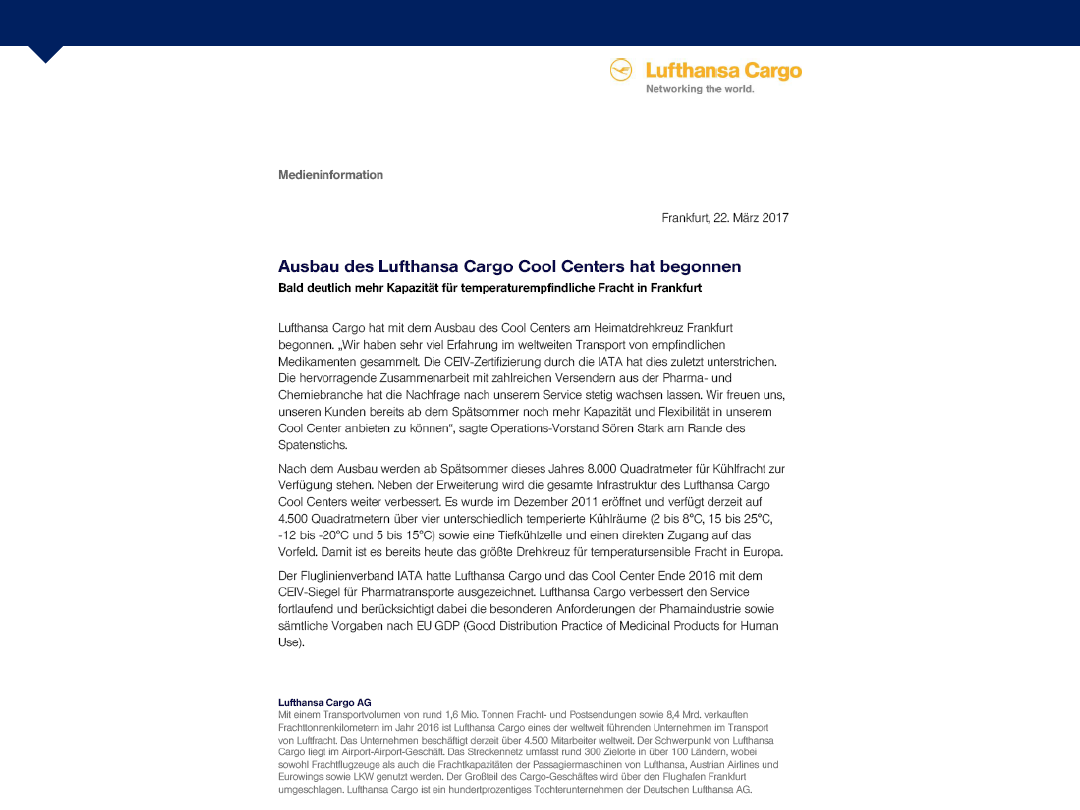 Lufthansa Cargo
Networking the world.
Medieninformation
Frankfurt, 22. März 2017
Ausbau des Lufthansa Cargo Cool Centers hat begonnen
Bald deutlich mehr Kapazität für temperaturempfindliche Fracht in Frankfurt
Lufthansa Cargo hat mit dem Ausbau des Cool Centers am Heimatdrehkreuz Frankfurt
begonnen. „Wir haben sehr viel Erfahrung im weltweiten Transport von empfindlichen
Medikamenten gesammelt. Die CEIV-Zertifizierung durch die IATA hat dies zuletzt unterstrichen.
Die hervorragende Zusammenarbeit mit zahlreichen Versendern aus der Pharma- und
Chemiebranche hat die Nachfrage nach unserem Service stetig wachsen lassen. Wir freuen uns,
unseren Kunden bereits ab dem Spätsommer noch mehr Kapazität und Flexibilität in unserem
Cool Center anbieten zu können“, sagte Operations-Vorstand Sören Stark am Rande des
Spatenstichs.
Nach dem Ausbau werden ab Spätsommer dieses Jahres 8.000 Quadratmeter für Kühlfracht zur
Verfügung stehen. Neben der Erweiterung wird die gesamte Infrastruktur des Lufthansa Cargo
Cool Centers weiter verbessert. Es wurde im Dezember 2011 eröffnet und verfügt derzeit auf
4.500 Quadratmetern über vier unterschiedlich temperierte Kühlräume (2 bis 8°C, 15 bis 25°C,
-12 bis -20°C und 5 bis 15°C) sowie eine Tiefkühlzelle und einen direkten Zugang auf das
Vorfeld. Damit ist es bereits heute das größte Drehkreuz für temperatursensible Fracht in Europa.
Der Fluglinienverband IATA hatte Lufthansa Cargo und das Cool Center Ende 2016 mit dem
CEIV-Siegel für Pharmatransporte ausgezeichnet. Lufthansa Cargo verbessert den Service
fortlaufend und berücksichtigt dabei die besonderen Anforderungen der Phamaindustrie sowie
sämtliche Vorgaben nach EU GDP (Good Distribution Practice of Medicinal Products for Human
Use).
Lufthansa Cargo AG
Mit einem Transportvolumen von rund 1,6 Mio. Tonnen Fracht- und Postsendungen sowie 8,4 Mrd. verkauften
Frachttonnenkilometern im Jahr 2016 ist Lufthansa Cargo eines der weltweit führenden Unternehmen im Transport
von Luftfracht. Das Unternehmen beschäftigt derzeit über 4.500 Mitarbeiter weltweit. Der Schwerpunkt von Lufthansa
Cargo liegt im Airport-Airport-Geschäft. Das Streckennetz umfasst rund 300 Zielorte in über 100 Ländern, wobei
sowohl Frachtflugzeuge als auch die Frachtkapazitäten der Passagiermaschinen von Lufthansa, Austrian Airlines und
Eurowings sowie LKW genutzt werden. Der Großteil des Cargo-Geschäftes wird über den Flughafen Frankfurt
umgeschlagen. Lufthansa Cargo ist ein hundertprozentiges Tochterunternehmen der Deutschen Lufthansa AG.